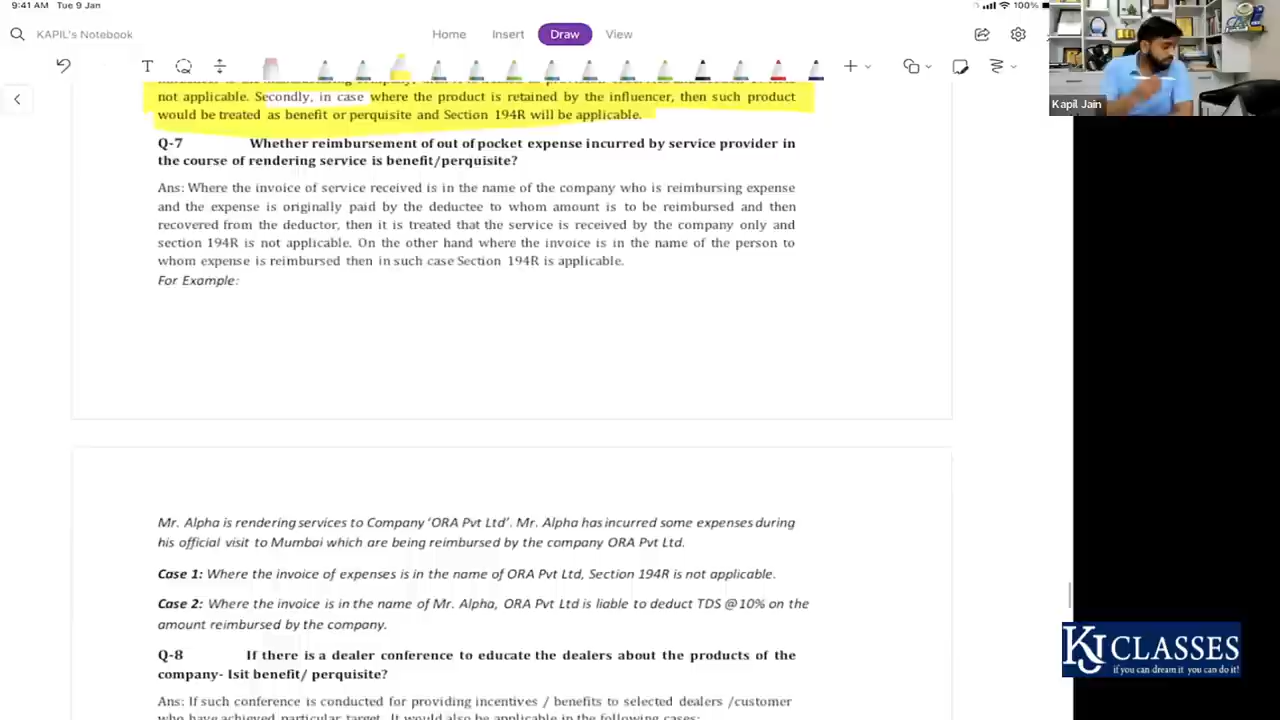 9:41 AM Tue 9 Jan
100%
KAPIL's Notebook
Home
Insert
Draw
View
not applicable. Secondly, in case where the product is retained by the influencer, then such product
would be treated as benefit or perquisite and Section 194R will be applicable.
Q-7 Whether reimbursement of out of pocket expense incurred by service provider in
the course of rendering service is benefit/perquisite?
Ans: Where the invoice of service received is in the name of the company who is reimbursing expense
and the expense is originally paid by the deductee to whom amount is to be reimbursed and then
recovered from the deductor, then it is treated that the service is received by the company only and
section 194R is not applicable. On the other hand where the invoice is in the name of the person to
whom expense is reimbursed then in such case Section 194R is applicable.
For Example:
Mr. Alpha is rendering services to Company 'ORA Pvt Ltd'. Mr. Alpha has incurred some expenses during
his official visit to Mumbai which are being reimbursed by the company ORA Pvt Ltd.
Case 1: Where the invoice of expenses is in the name of ORA Pvt Ltd, Section 194R is not applicable.
Case 2: Where the invoice is in the name of Mr. Alpha, ORA Pvt Ltd is liable to deduct TDS @10% on the
amount reimbursed by the company.
Q-8 If there is a dealer conference to educate the dealers about the products of the
company- Isit benefit/ perquisite?
Ans: If such conference is conducted for providing incentives / benefits to selected dealers /customer
who have achieved particular target. It would also be applicable in the following cases:
Kapil Jain
KJ CLASSES
if you can dream it you can do it!